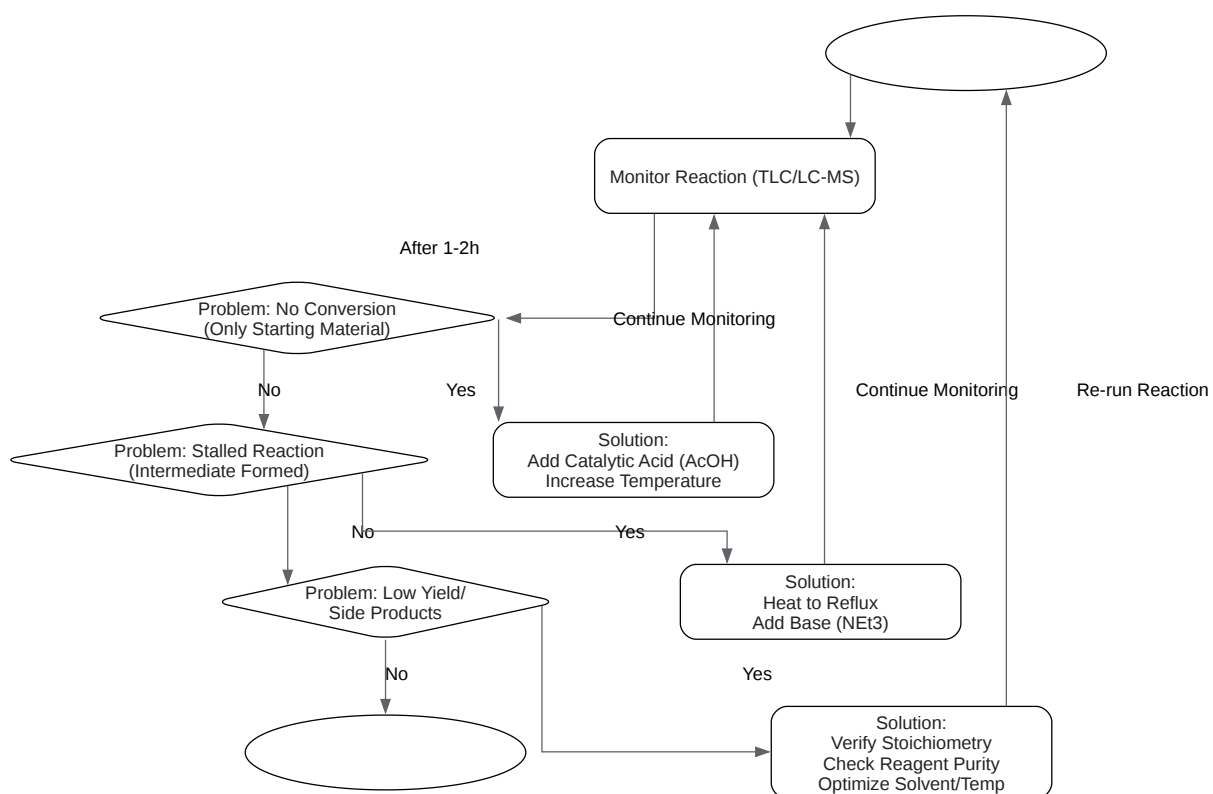 Monitor Reaction (TLC/LC-MS)
After 1-2h
Problem: No Conversion
(Only Starting Material)
Continue Monitoring
No
Yes
Continue Monitoring
Re-run Reaction
Problem: Stalled Reaction
(Intermediate Formed)
Solution:
Add Catalytic Acid (AcOH)
Increase Temperature
No
Yes
Problem: Low Yield/
Side Products
Solution:
Heat to Reflux
Add Base (NEt3)
No
Yes
Solution:
Verify Stoichiometry
Check Reagent Purity
Optimize Solvent/Temp